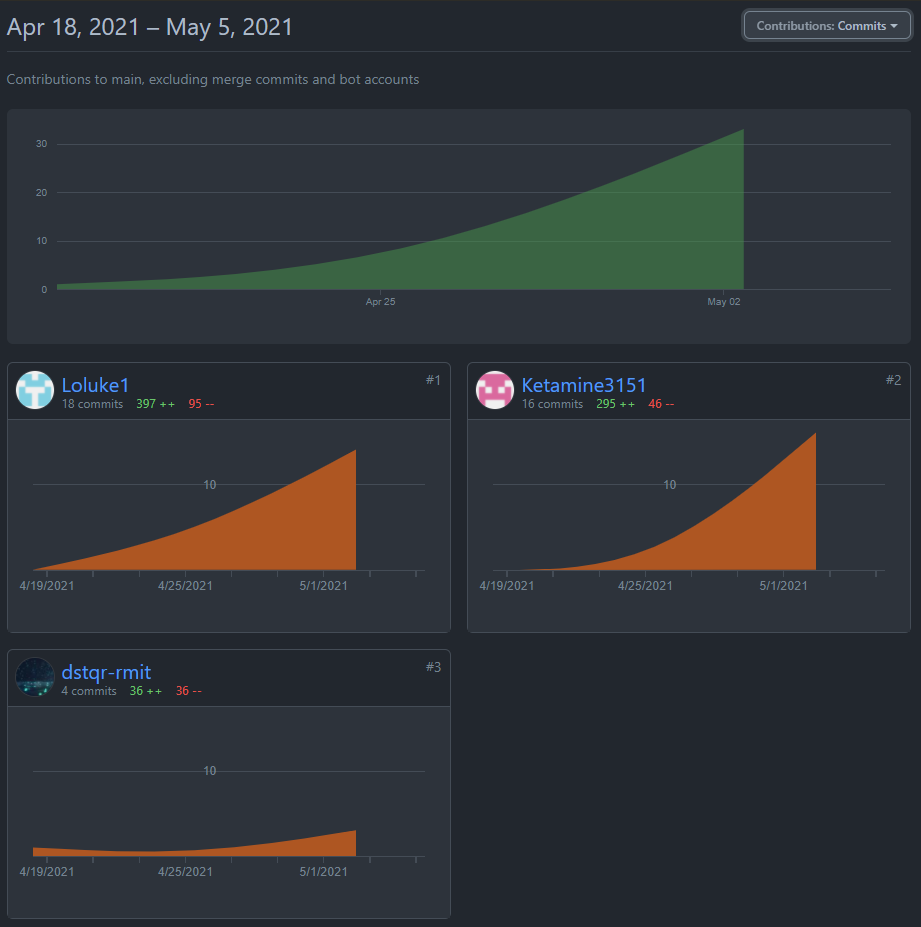 Apr 18, 2021 – May 5, 2021
Contributions: Commits
Contributions to main, excluding merge commits and bot accounts
30
20
10
0
Apr 25
May 02
Loluke1
#1
18 commits 397 ++ 95 --
10
4/19/2021 4/25/2021 5/1/2021
Ketamine3151
#2
16 commits 295 ++ 46 --
10
4/19/2021 4/25/2021 5/1/2021
dstqr-rmit
#3
4 commits 36 ++ 36 --
10
4/19/2021 4/25/2021 5/1/2021